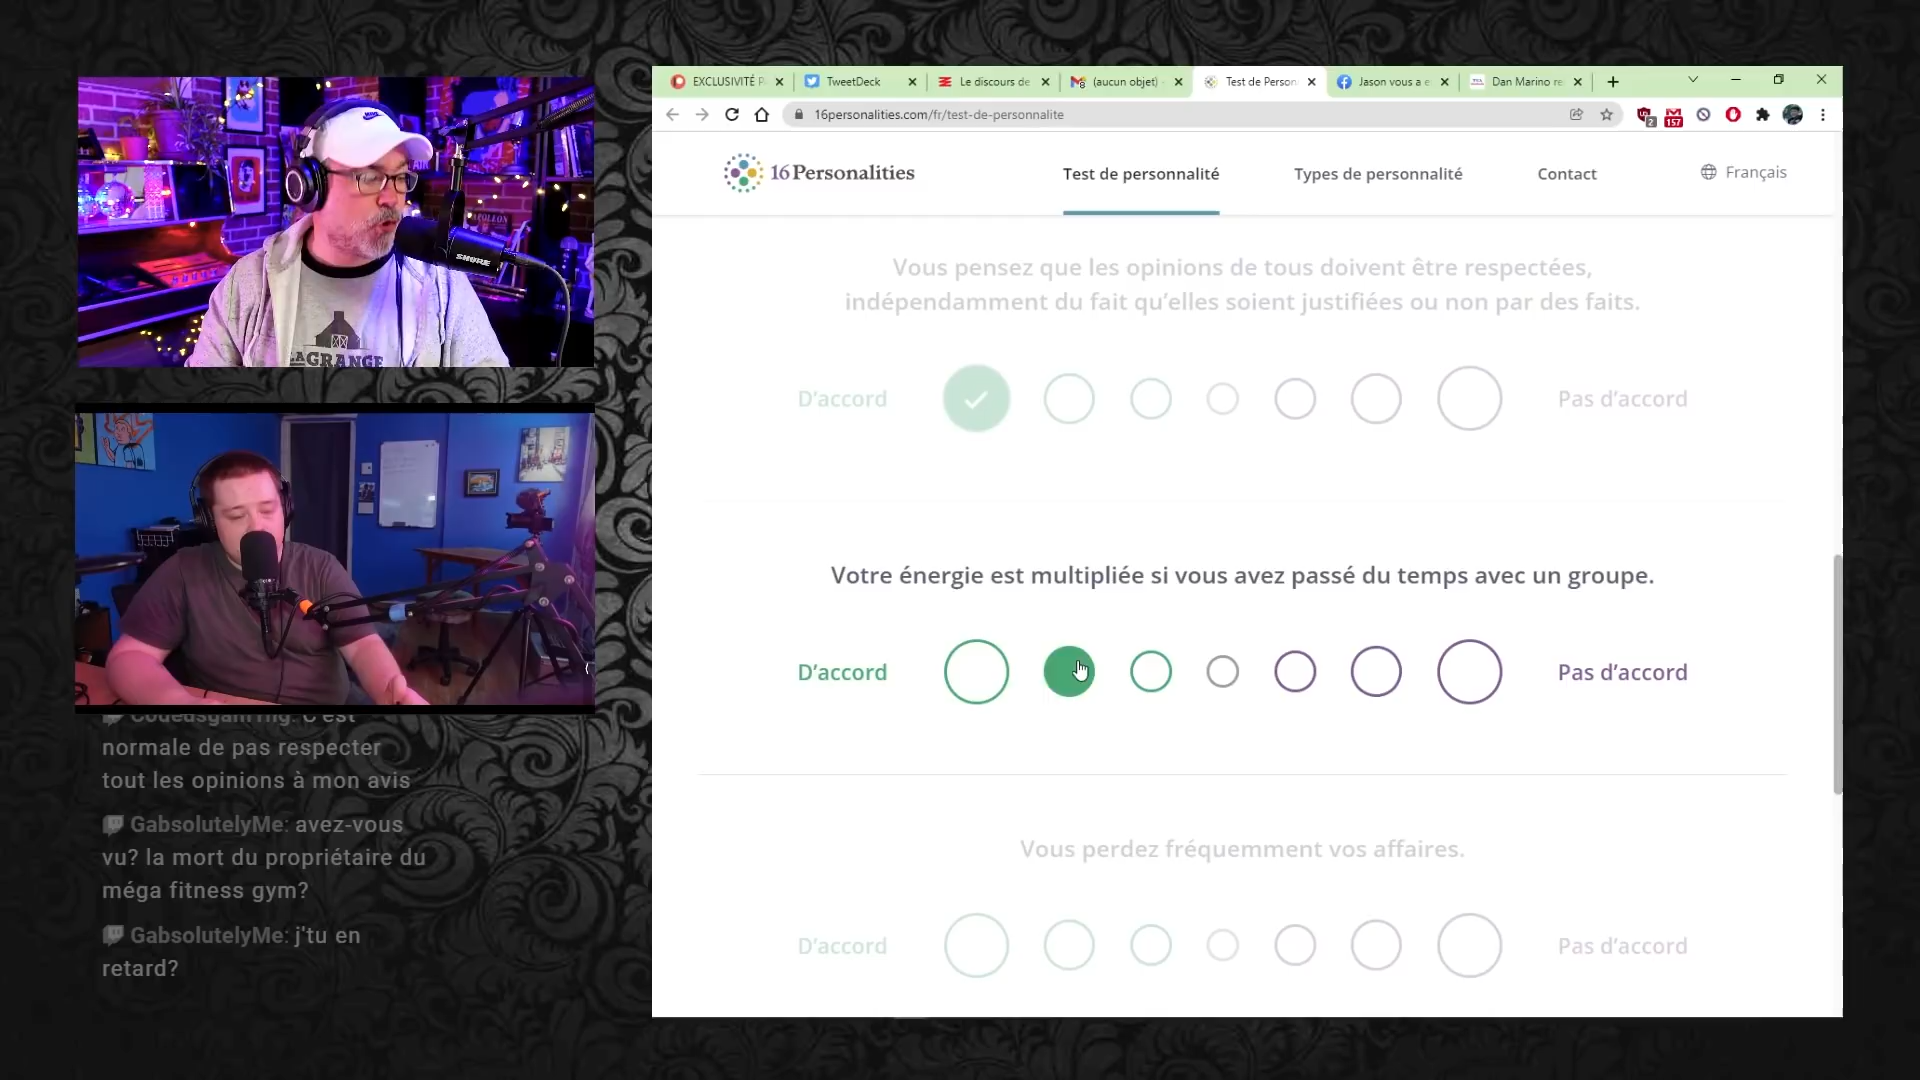 EXCLUSIVITÉ P
TweetDeck
Le discours de
(aucun objet)
Test de Person
Jason vous a e
Dan Marino re
16personalities.com/fr/test-de-personnalite
2
157
16Personalities
Test de personnalité
Types de personnalité
Contact
Français
Vous pensez que les opinions de tous doivent être respectées,
indépendamment du fait qu’elles soient justifiées ou non par des faits.
D’accord
Pas d’accord
Votre énergie est multipliée si vous avez passé du temps avec un groupe.
D’accord
Pas d’accord
Vous perdez fréquemment vos affaires.
D’accord
Pas d’accord
SHURE
LAGRANGE
C'est
normale de pas respecter
tout les opinions à mon avis
GabsolutelyMe: avez-vous
vu? la mort du propriétaire du
méga fitness gym?
GabsolutelyMe: j'tu en
retard?